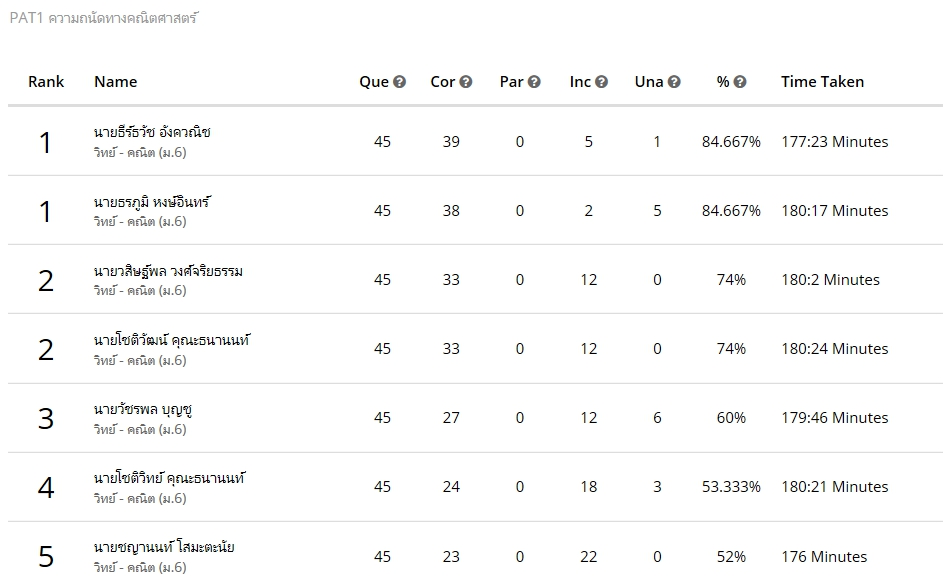 PAT1 ความถนัดทางคณิตศาสตร์
Rank Name Que Cor Par Inc Una % Time Taken
1 นายธีร์ธวัช อังควณิช 45 39 0 5 1 84.667% 177:23 Minutes
วิทย์ - คณิต (ม.6)
1 นายธรภูมิ หงษ์อินทร์ 45 38 0 2 5 84.667% 180:17 Minutes
วิทย์ - คณิต (ม.6)
2 นายวสิษฐ์พล วงศ์จริยธรรม 45 33 0 12 0 74% 180:2 Minutes
วิทย์ - คณิต (ม.6)
2 นายโชติวัฒน์ คุณะธนานนท์ 45 33 0 12 0 74% 180:24 Minutes
วิทย์ - คณิต (ม.6)
3 นายวัชรพล บุญชู 45 27 0 12 6 60% 179:46 Minutes
วิทย์ - คณิต (ม.6)
4 นายโชติวิทย์ คุณะธนานนท์ 45 24 0 18 3 53.333% 180:21 Minutes
วิทย์ - คณิต (ม.6)
5 นายชญานนท์ โสมะตะนัย 45 23 0 22 0 52% 176 Minutes
วิทย์ - คณิต (ม.6)